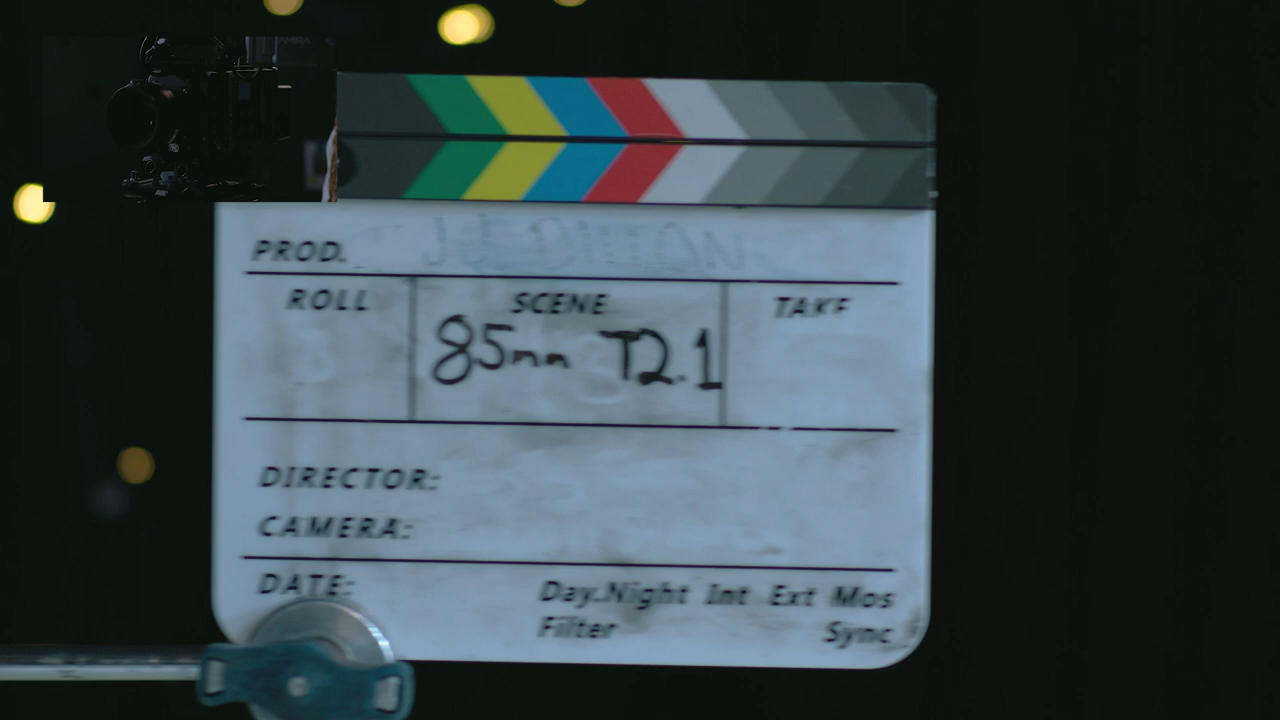 PROD.
ROLL SCENE TAKE
85mm T2.1
DIRECTOR:
CAMERA:
DATE: Day.Night Int Ext Mos
Filter Sync